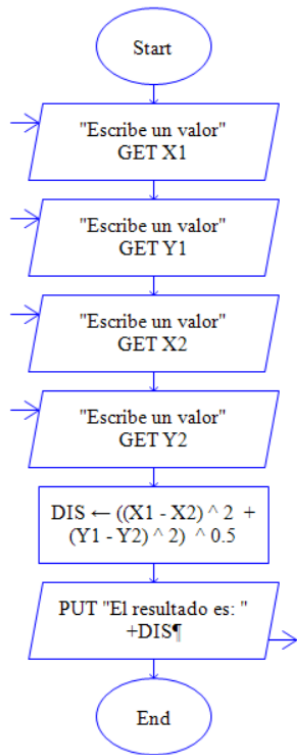 Start
"Escribe un valor"
GET X1
"Escribe un valor"
GET Y1
"Escribe un valor"
GET X2
"Escribe un valor"
GET Y2
DIS ← ((X1 - X2) ^ 2 +
(Y1 - Y2) ^ 2) ^ 0.5
PUT "El resultado es: "
+DIS¶
End